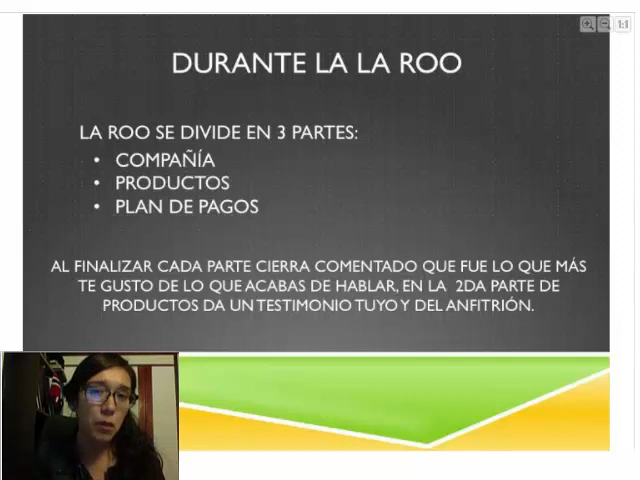 DURANTE LA LA ROO
LA ROO SE DIVIDE EN 3 PARTES:
• COMPAÑÍA
• PRODUCTOS
• PLAN DE PAGOS
AL FINALIZAR CADA PARTE CIERRA COMENTADO QUE FUE LO QUE MÁS
TE GUSTO DE LO QUE ACABAS DE HABLAR, EN LA 2DA PARTE DE
PRODUCTOS DA UN TESTIMONIO TUYO Y DEL ANFITRIÓN.
1:1